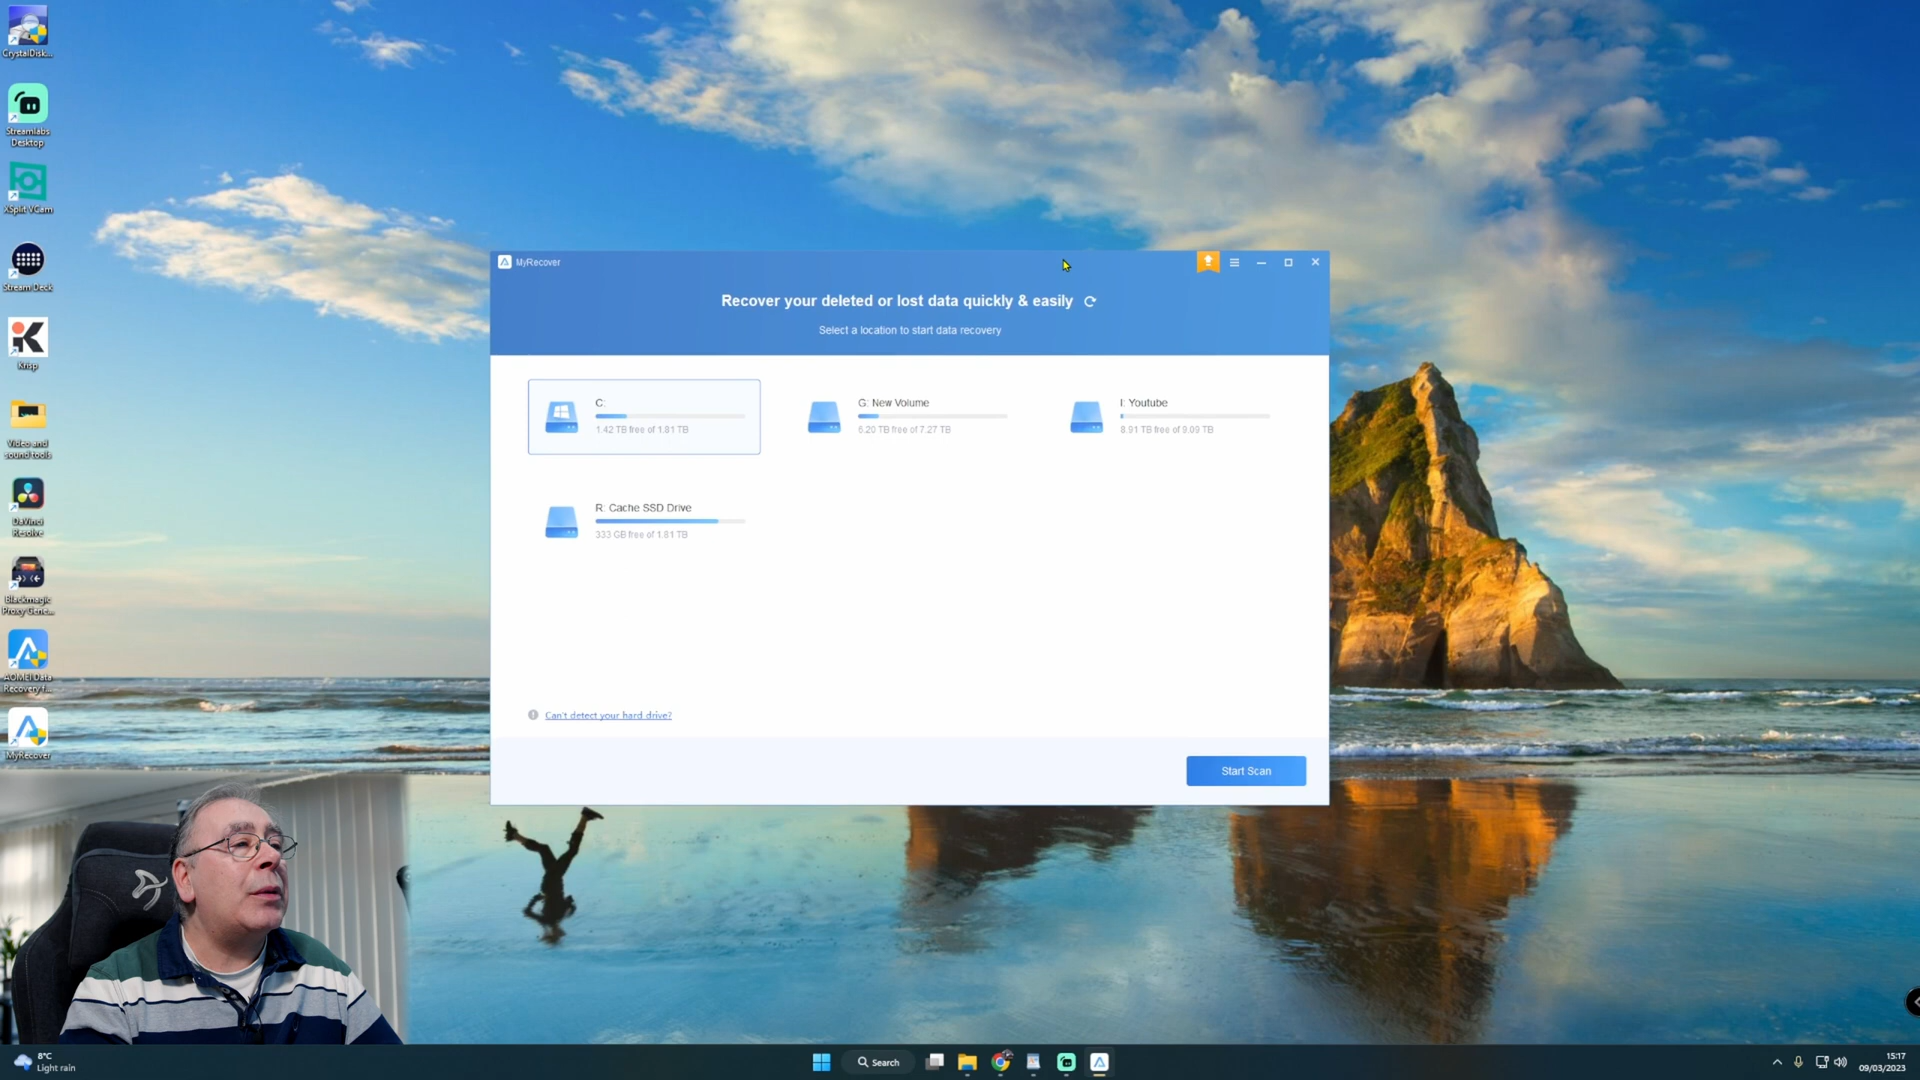 CrystalDisk...
Streamlabs
Desktop
XSplit VCam
Stream Deck
Krisp
Video and
sound tools
DaVinci
Resolve
Blackmagic
Proxy Gene...
AOMEI Data
Recovery f...
MyRecover
MyRecover
Recover your deleted or lost data quickly & easily
Select a location to start data recovery
C:
1.42 TB free of 1.81 TB
G: New Volume
6.20 TB free of 7.27 TB
I: Youtube
8.91 TB free of 9.09 TB
R: Cache SSD Drive
333 GB free of 1.81 TB
Can't detect your hard drive?
Start Scan
8°C
Light rain
Search
15:17
09/03/2023